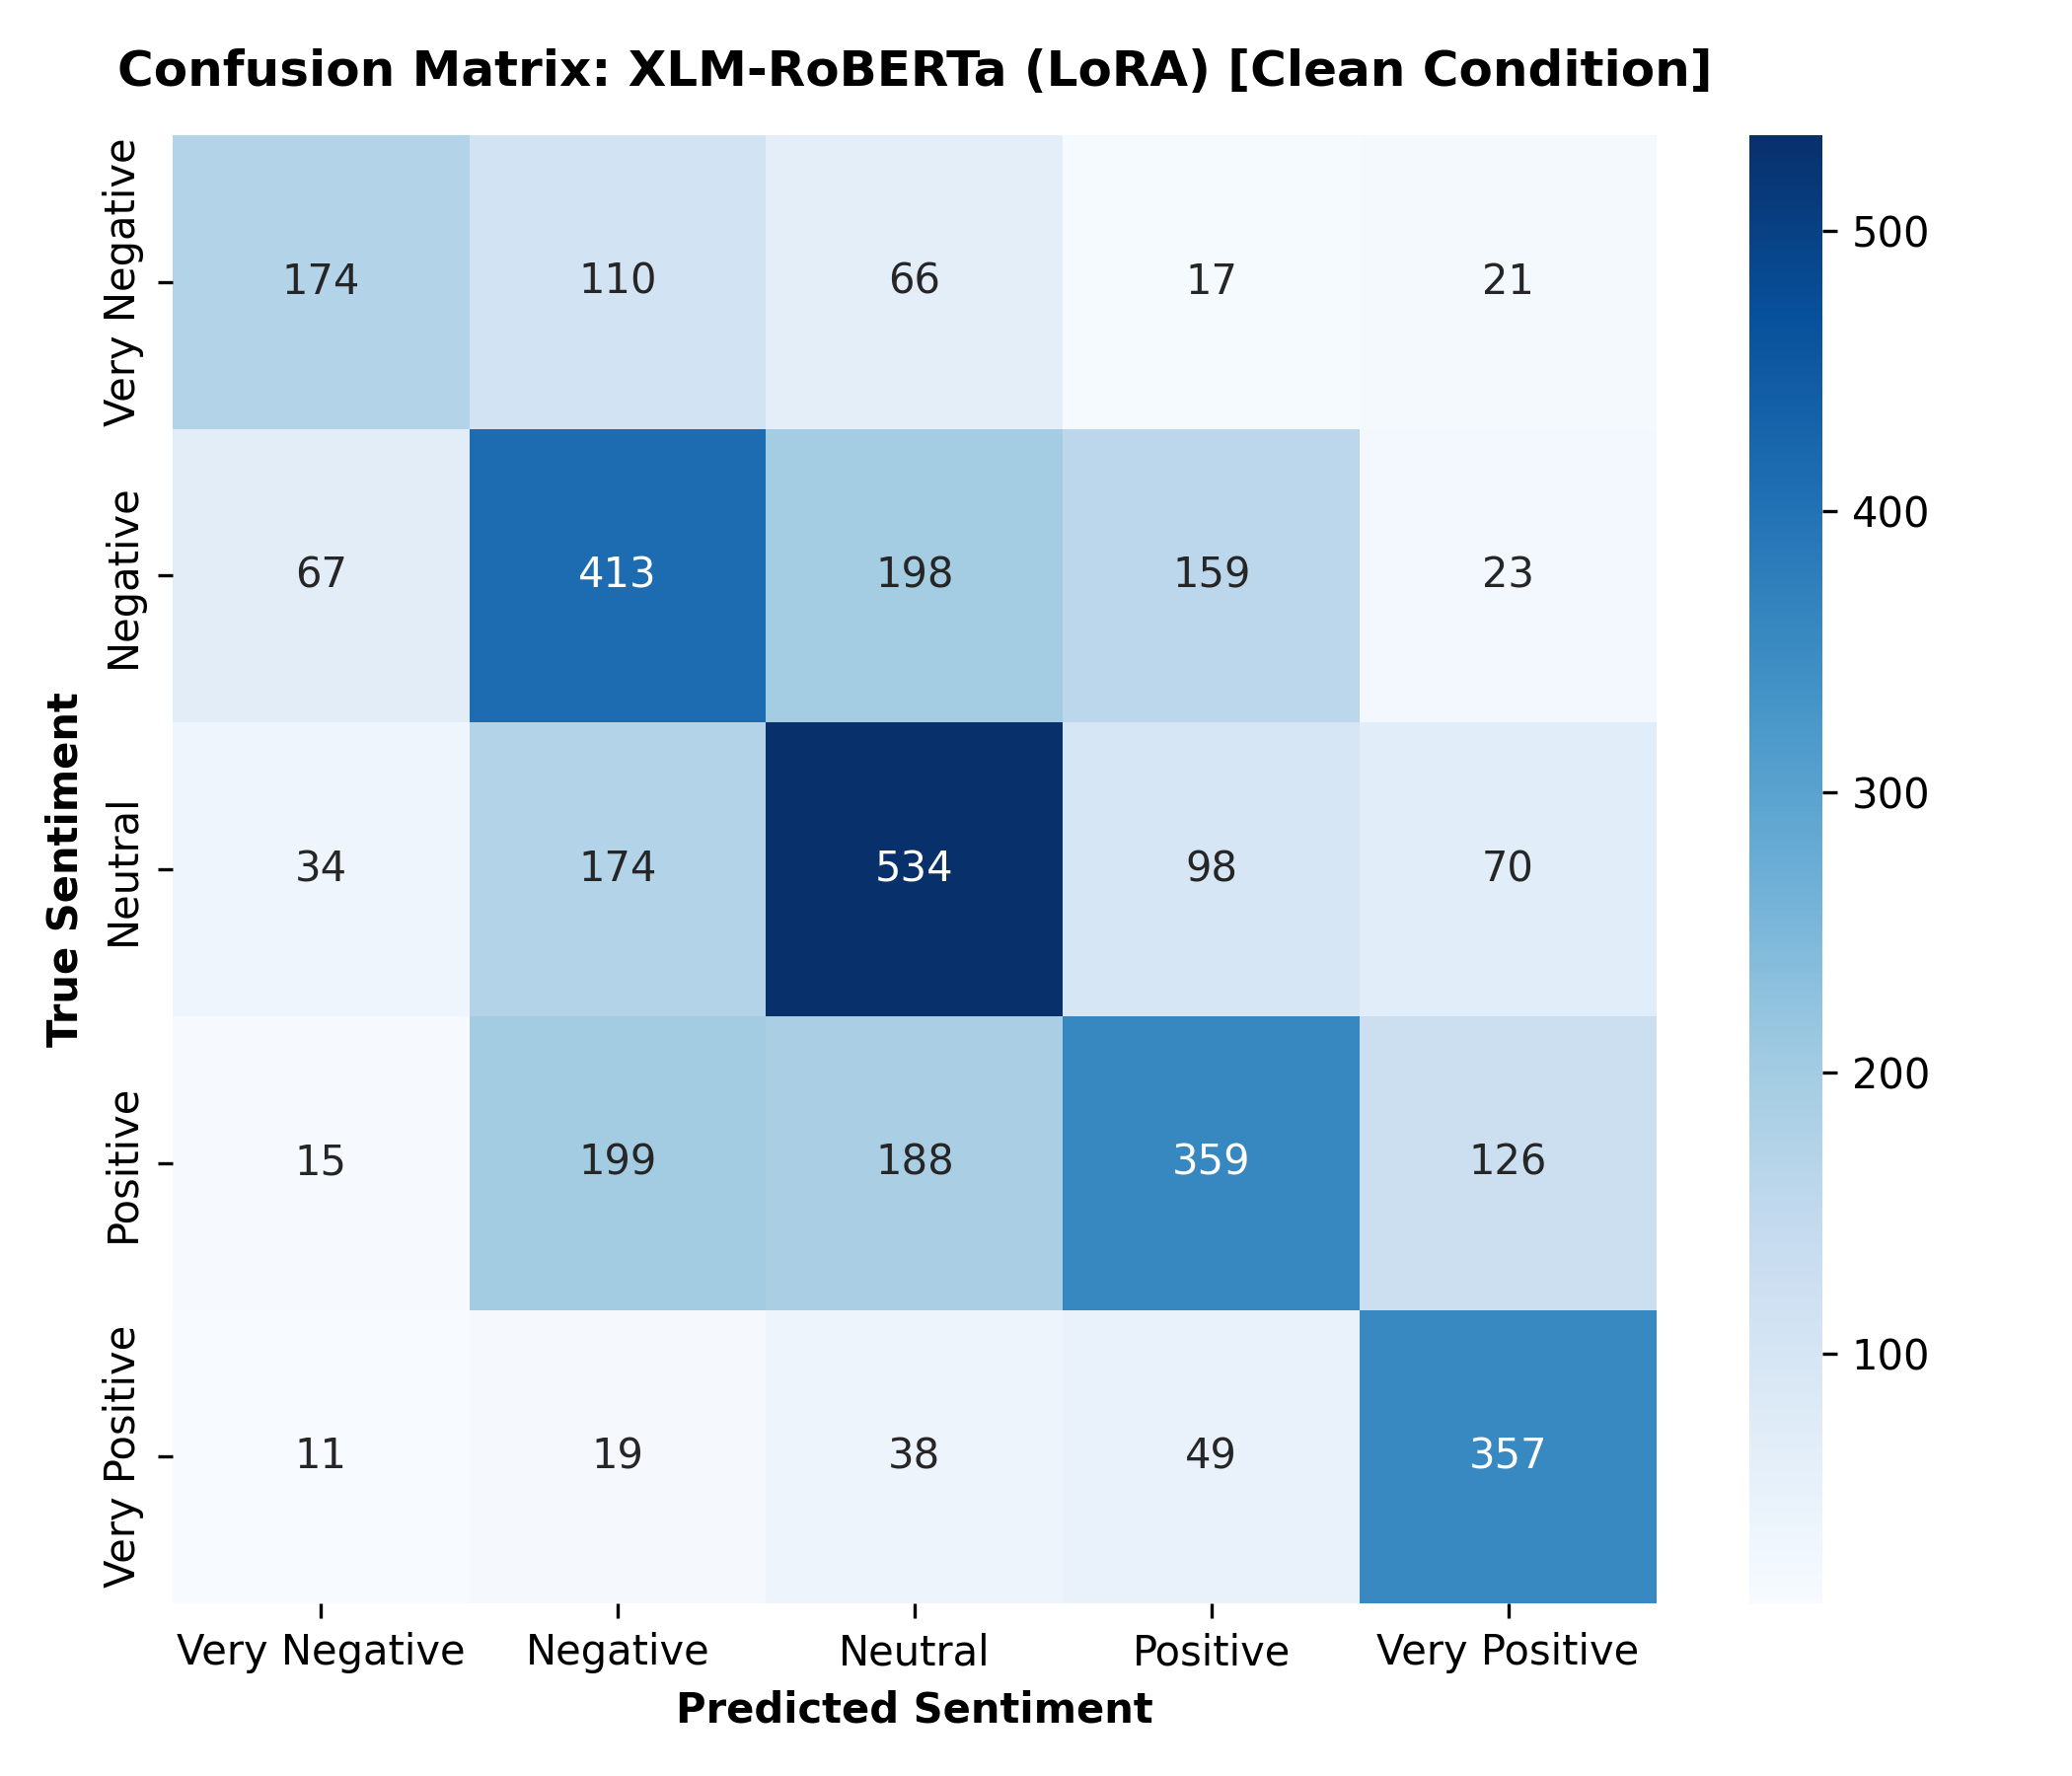 Confusion Matrix: XLM-RoBERTa (LoRA) [Clean Condition]
True Sentiment
Very Negative
174 110 66 17 21
Negative
67 413 198 159 23
Neutral
34 174 534 98 70
Positive
15 199 188 359 126
Very Positive
11 19 38 49 357
Very Negative Negative Neutral Positive Very Positive
Predicted Sentiment
500
400
300
200
100